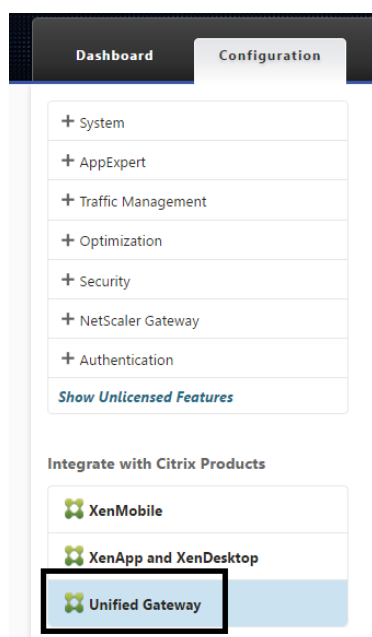 Dashboard Configuration
+ System
+ AppExpert
+ Traffic Management
+ Optimization
+ Security
+ NetScaler Gateway
+ Authentication
Show Unlicensed Features
Integrate with Citrix Products
XenMobile
XenApp and XenDesktop
Unified Gateway